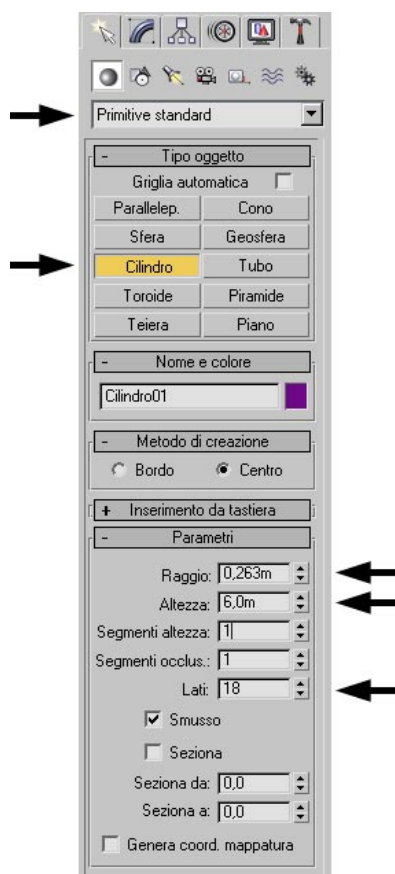 Primitive standard
- Tipo oggetto
Griglia automatica
Parallelep. Cono
Sfera Geosfera
Cilindro Tubo
Toroide Piramide
Teiera Piano
- Nome e colore
Cilindro01
- Metodo di creazione
Bordo Centro
+ Inserimento da tastiera
- Parametri
Raggio: 0,263m
Altezza: 6,0m
Segmenti altezza: 1
Segmenti occlus.: 1
Lati: 18
Smusso
Seziona
Seziona da: 0,0
Seziona a: 0,0
Genera coord. mappatura